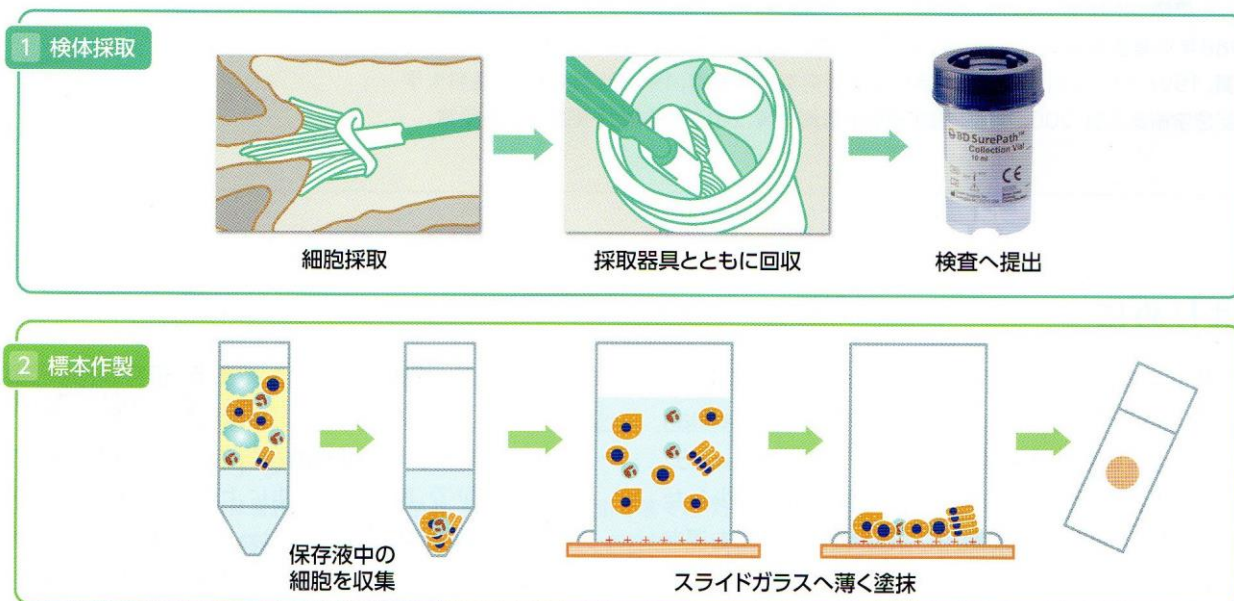 1 検体採取
BD SurePath™
Collection Vial
10 ml
CE
細胞採取
採取器具とともに回収
検査へ提出
2 標本作製
保存液中の
細胞を収集
+ + + + + + +
スライドガラスへ薄く塗抹